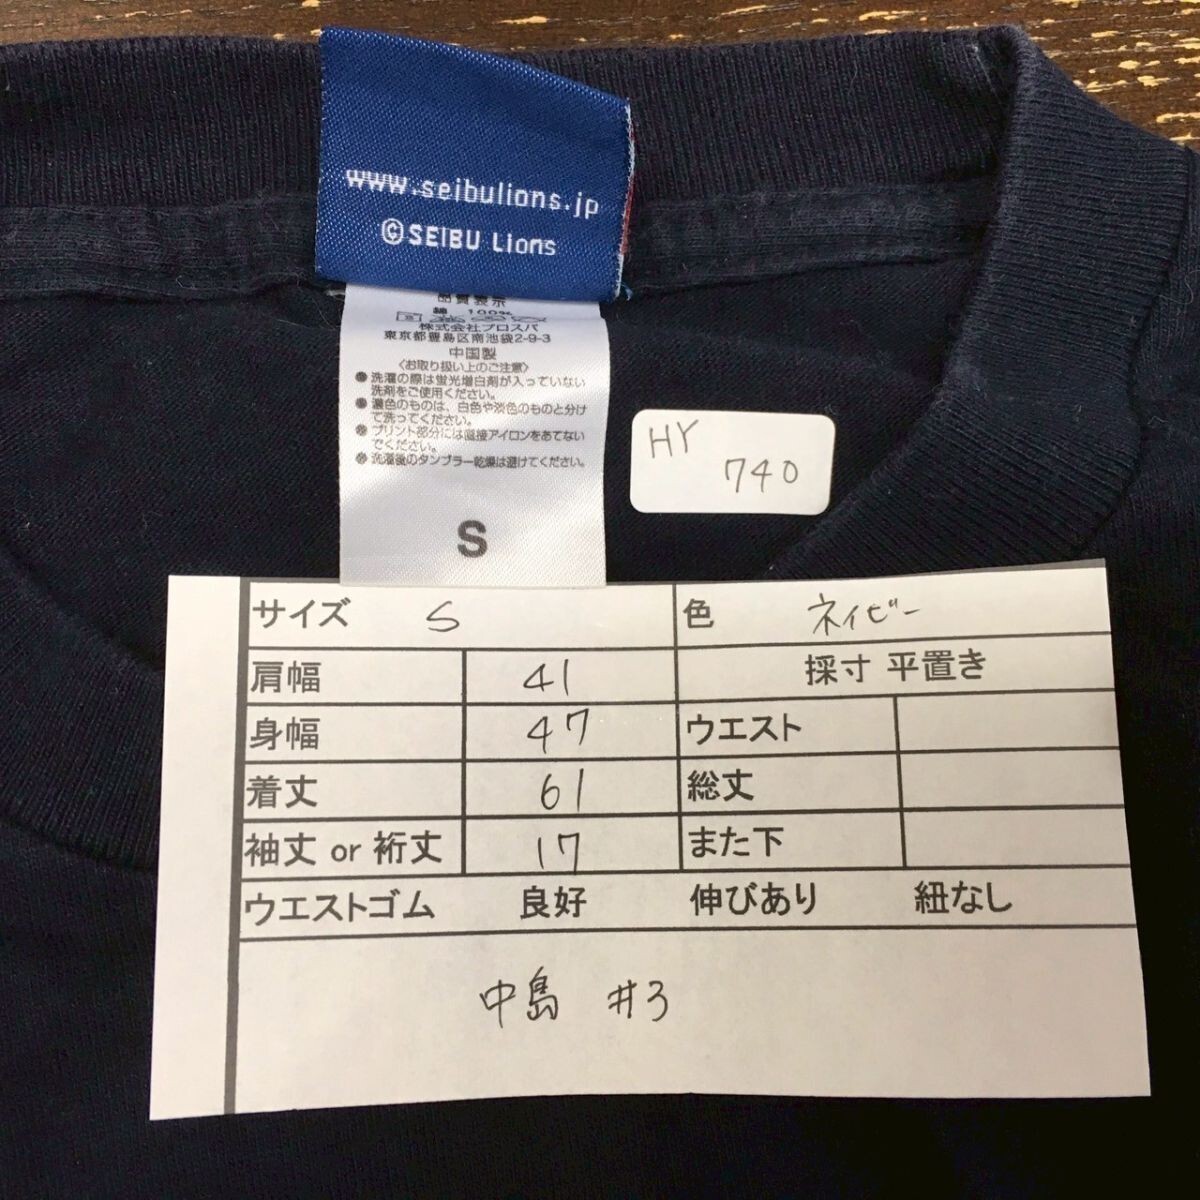 www.seibulions.jp
©SEIBU Lions
品質表示
綿 100%
株式会社プロスパ
東京都豊島区南池袋2-9-3
中国製
〈お取り扱い上のご注意〉
●洗濯の際は蛍光増白剤が入っていない
洗剤をご使用ください。
●濃色のものは、白色や淡色のものと分け
て洗ってください。
●プリント部分には直接アイロンをあてない
でください。
●洗濯後のタンブラー乾燥は避けてください。
S
HY
740
サイズ S 色 ネイビー
肩幅 41 採寸 平置き
身幅 47 ウエスト
着丈 61 総丈
袖丈 or 裄丈 17 また下
ウエストゴム 良好 伸びあり 紐なし
中島 #3